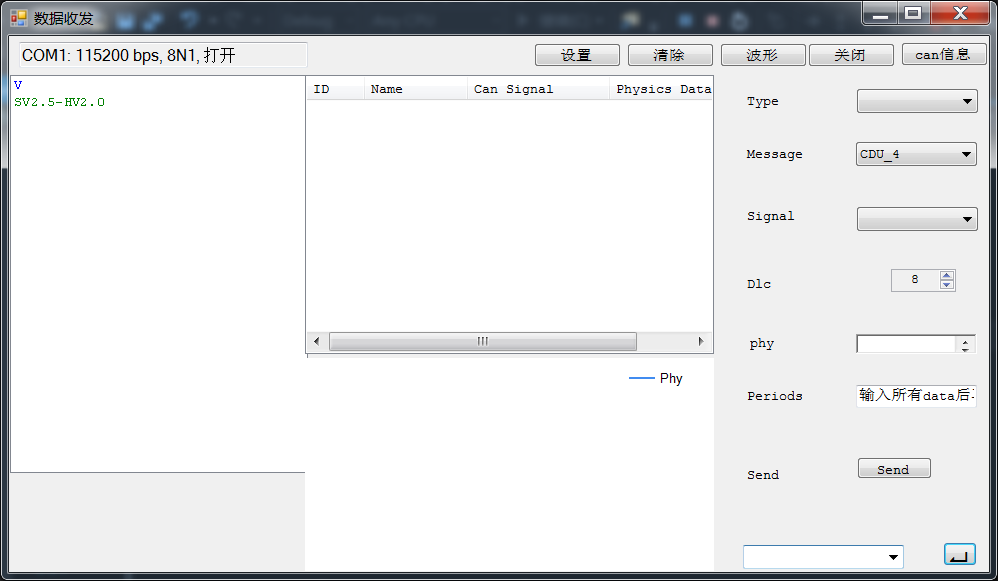 数据收发
COM1: 115200 bps, 8N1, 打开
设置 清除 波形 关闭 can信息
V
SV2.5-HV2.0
ID Name Can Signal Physics Data
Type
Message CDU_4
Signal
Dlc 8
phy
Phy
Periods 输入所有data后
Send Send